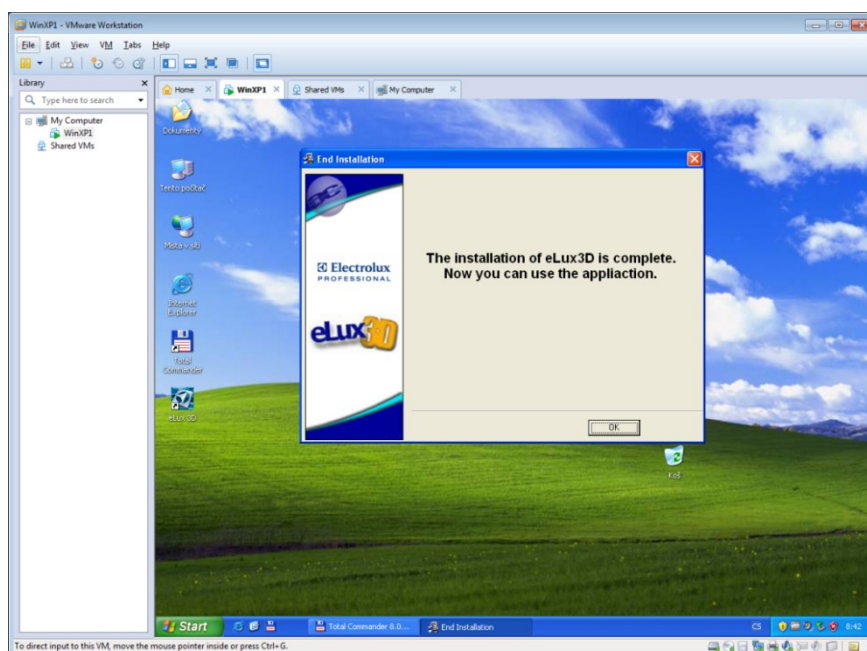 WinXP1 - VMware Workstation
File Edit View VM Tabs Help
Library
Type here to search
My Computer
WinXP1
Shared VMs
Home
WinXP1
Shared VMs
My Computer
Dokumenty
Tento počítač
Místa v síti
Internet
Explorer
Total
Commander
eLux 3D
End Installation
Electrolux
PROFESSIONAL
eLux3D
The installation of eLux3D is complete.
Now you can use the appliaction.
OK
Koš
Start
Total Commander 8.0...
End Installation
CS
8:42
To direct input to this VM, move the mouse pointer inside or press Ctrl+G.